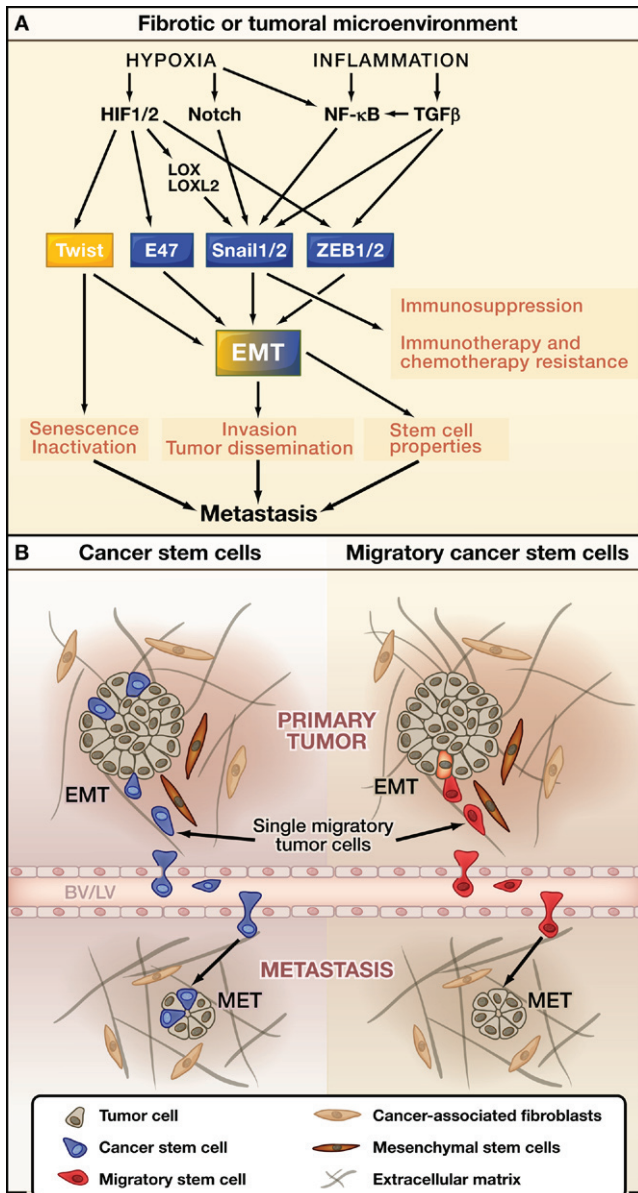 A Fibrotic or tumoral microenvironment
HYPOXIA INFLAMMATION
HIF1/2 Notch NF-κB TGFβ
LOX
LOXL2
Twist E47 Snail1/2 ZEB1/2
Immunosuppression
EMT
Immunotherapy and
chemotherapy resistance
Senescence
Inactivation
Invasion
Tumor dissemination
Stem cell
properties
Metastasis
B Cancer stem cells Migratory cancer stem cells
PRIMARY
TUMOR
EMT EMT
Single migratory
tumor cells
BV/LV
METASTASIS
MET MET
Tumor cell
Cancer stem cell
Migratory stem cell
Cancer-associated fibroblasts
Mesenchymal stem cells
Extracellular matrix